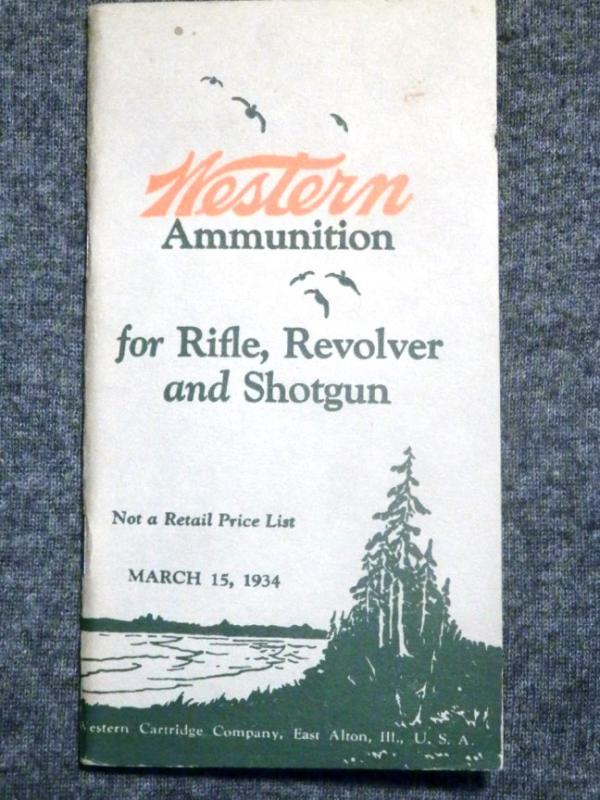 Western
Ammunition
for Rifle, Revolver
and Shotgun
Not a Retail Price List
MARCH 15, 1934
Western Cartridge Company, East Alton, Ill., U. S. A.